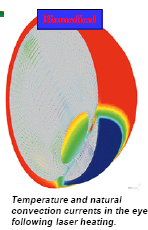 Biomedical
Temperature and natural
convection currents in the eye
following laser heating.